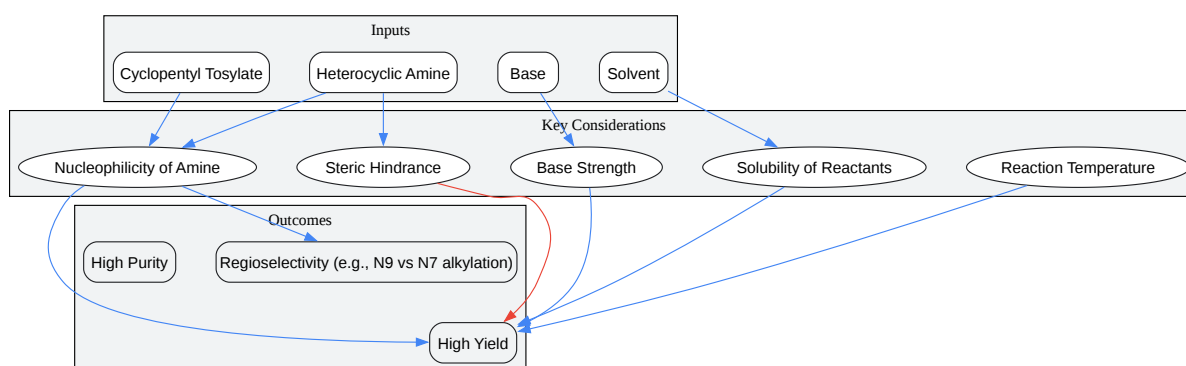 Inputs
Cyclopentyl Tosylate
Heterocyclic Amine
Base
Solvent
Key Considerations
Nucleophilicity of Amine
Steric Hindrance
Base Strength
Solubility of Reactants
Reaction Temperature
Outcomes
High Purity
Regioselectivity (e.g., N9 vs N7 alkylation)
High Yield